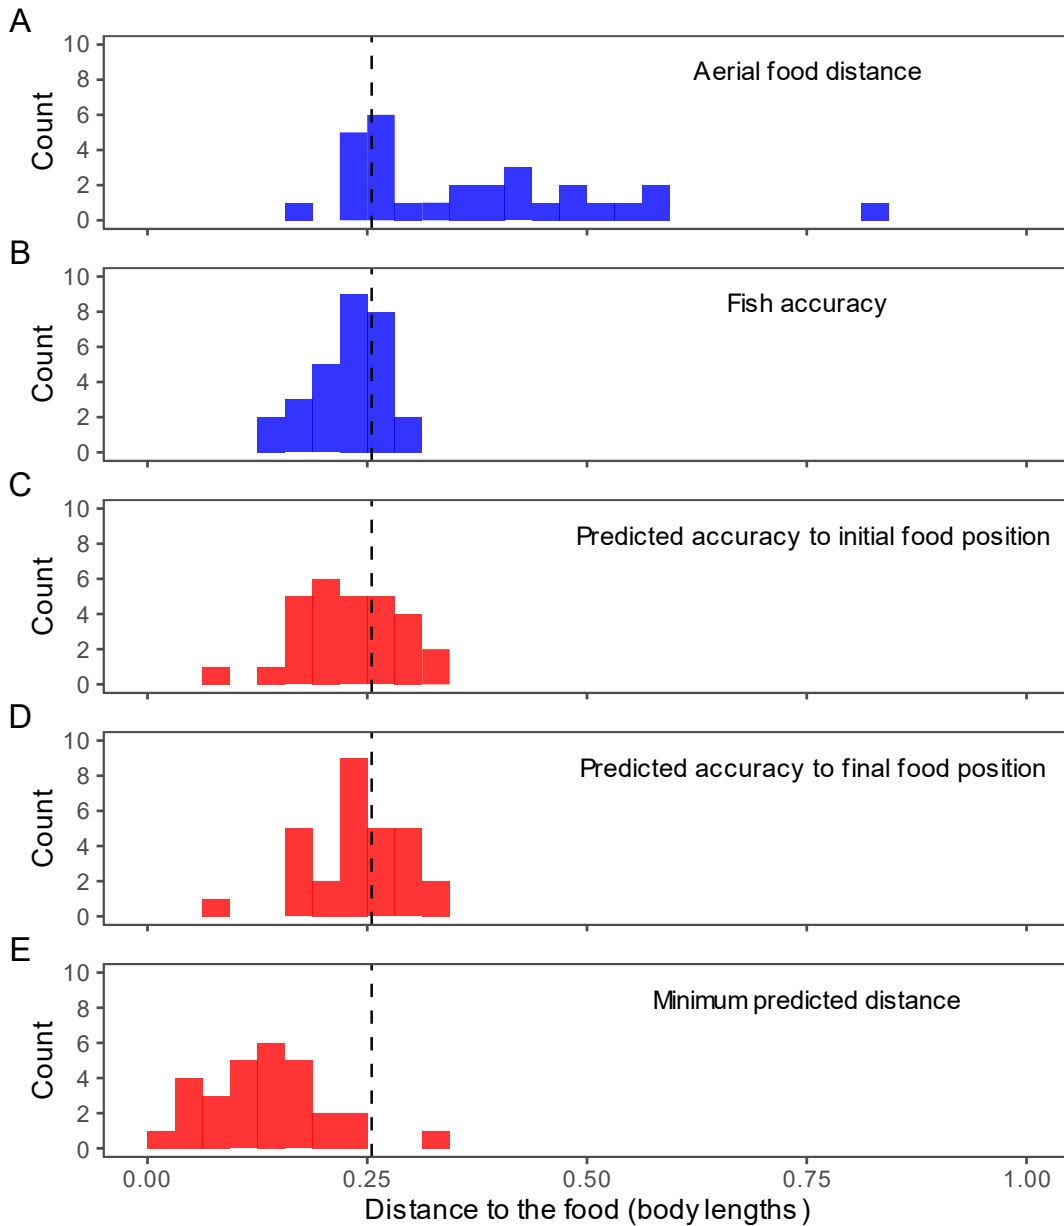 A
10
8
6
4
2
0
Count
Aerial food distance
B
10
8
6
4
2
0
Count
Fish accuracy
C
10
8
6
4
2
0
Count
Predicted accuracy to initial food position
D
10
8
6
4
2
0
Count
Predicted accuracy to final food position
E
10
8
6
4
2
0
Count
Minimum predicted distance
0.00 0.25 0.50 0.75 1.00
Distance to the food (body lengths)